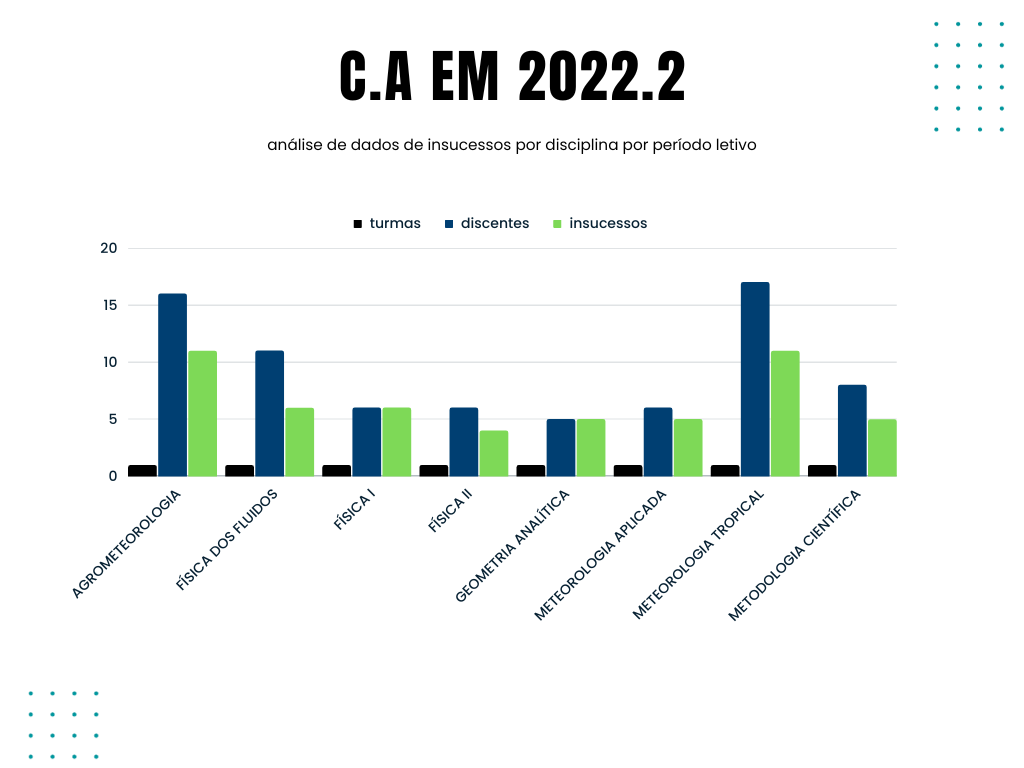 C.A EM 2022.2
análise de dados de insucessos por disciplina por período letivo
turmas discentes insucessos
20
15
10
5
0
AGROMETEOROLOGIA
FÍSICA DOS FLUIDOS
FÍSICA I
FÍSICA II
GEOMETRIA ANALÍTICA
METEOROLOGIA APLICADA
METEOROLOGIA TROPICAL
METODOLOGIA CIENTÍFICA